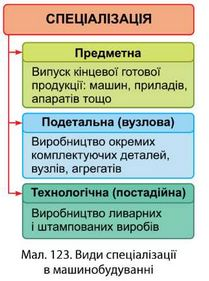 СПЕЦІАЛІЗАЦІЯ
Предметна
Випуск кінцевої готової
продукції: машин, приладів,
апаратів тощо
Подетальна (вузлова)
Виробництво окремих
комплектуючих деталей,
вузлів, агрегатів
Технологічна (постадійна)
Виробництво ливарних
і штампованих виробів
Мал. 123. Види спеціалізації
в машинобудуванні